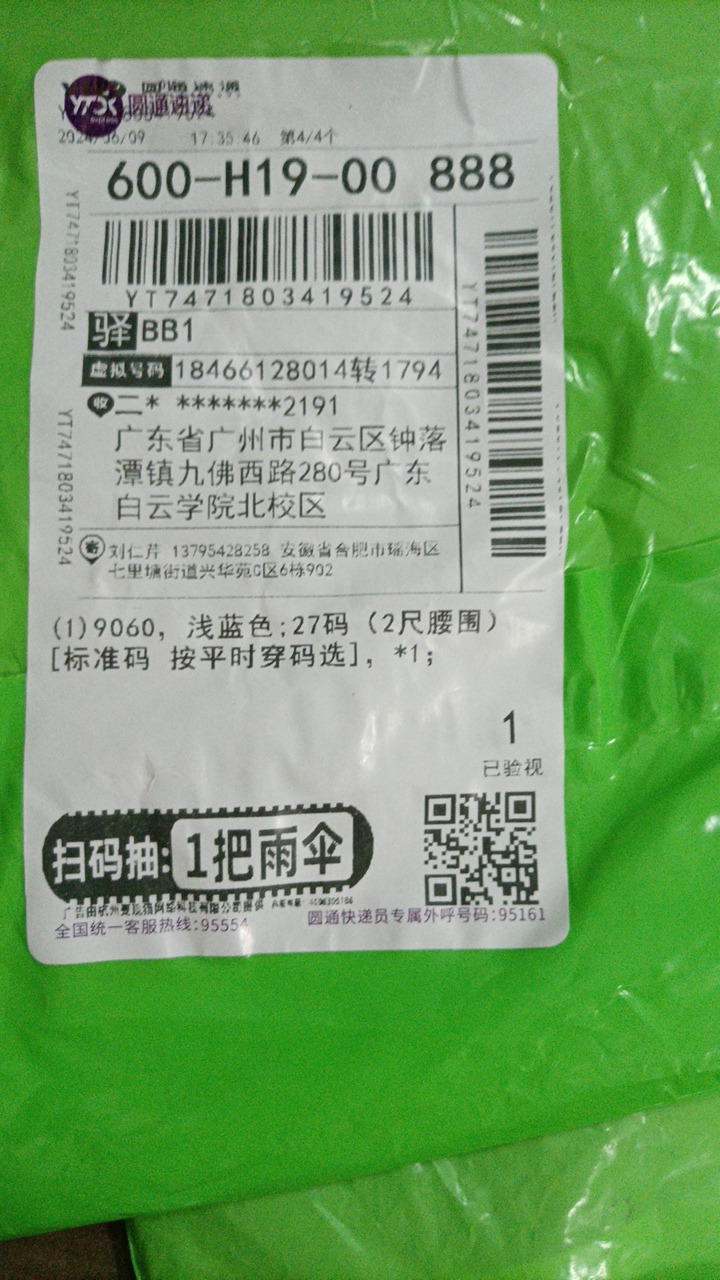 YTO express 圆通速递
2024/06/09 17:35:46 第4/4个
600-H19-00 888
YT7471803419524
YT7471803419524
YT7471803419524
YT7471803419524
驿 BB1
虚拟号码 18466128014转1794
收 二* *******2191
广东省广州市白云区钟落
潭镇九佛西路280号广东
白云学院北校区
寄 刘仁芹 13795428258 安徽省合肥市瑶海区
七里塘街道兴华苑C区6栋902
(1)9060, 浅蓝色;27码(2尺腰围)
[标准码 按平时穿码选], *1;
1
已验视
扫码抽: 1把雨伞
全国统一客服热线:95554
圆通快递员专属外呼号码:95161